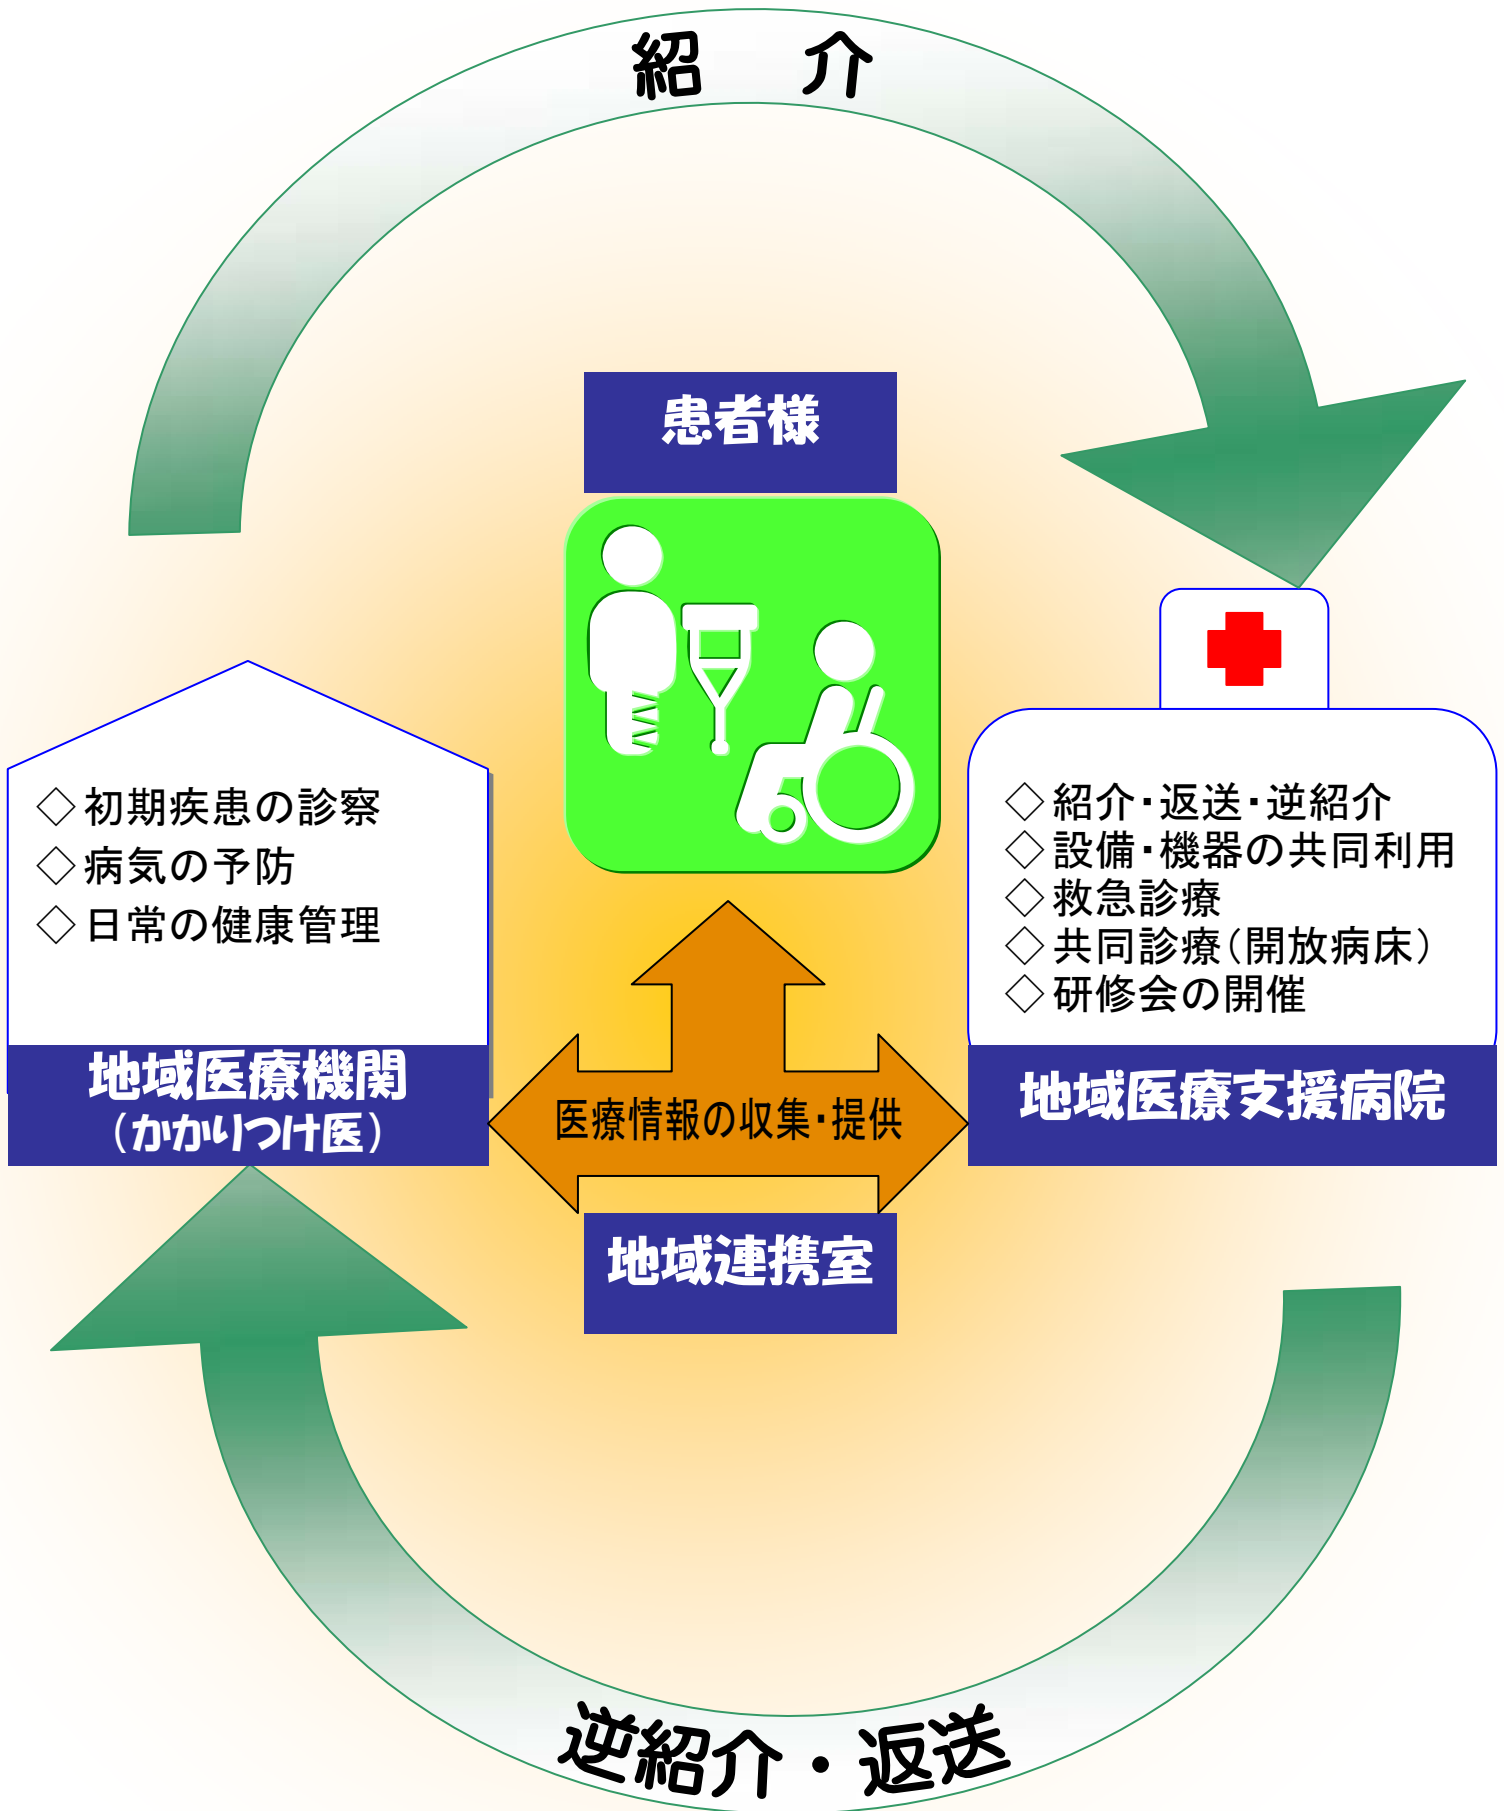 紹　介
患者様
◇ 初期疾患の診察
◇ 病気の予防
◇ 日常の健康管理
地域医療機関
（かかりつけ医）
◇ 紹介・返送・逆紹介
◇ 設備・機器の共同利用
◇ 救急診療
◇ 共同診療（開放病床）
◇ 研修会の開催
地域医療支援病院
医療情報の収集・提供
地域連携室
逆紹介・返送